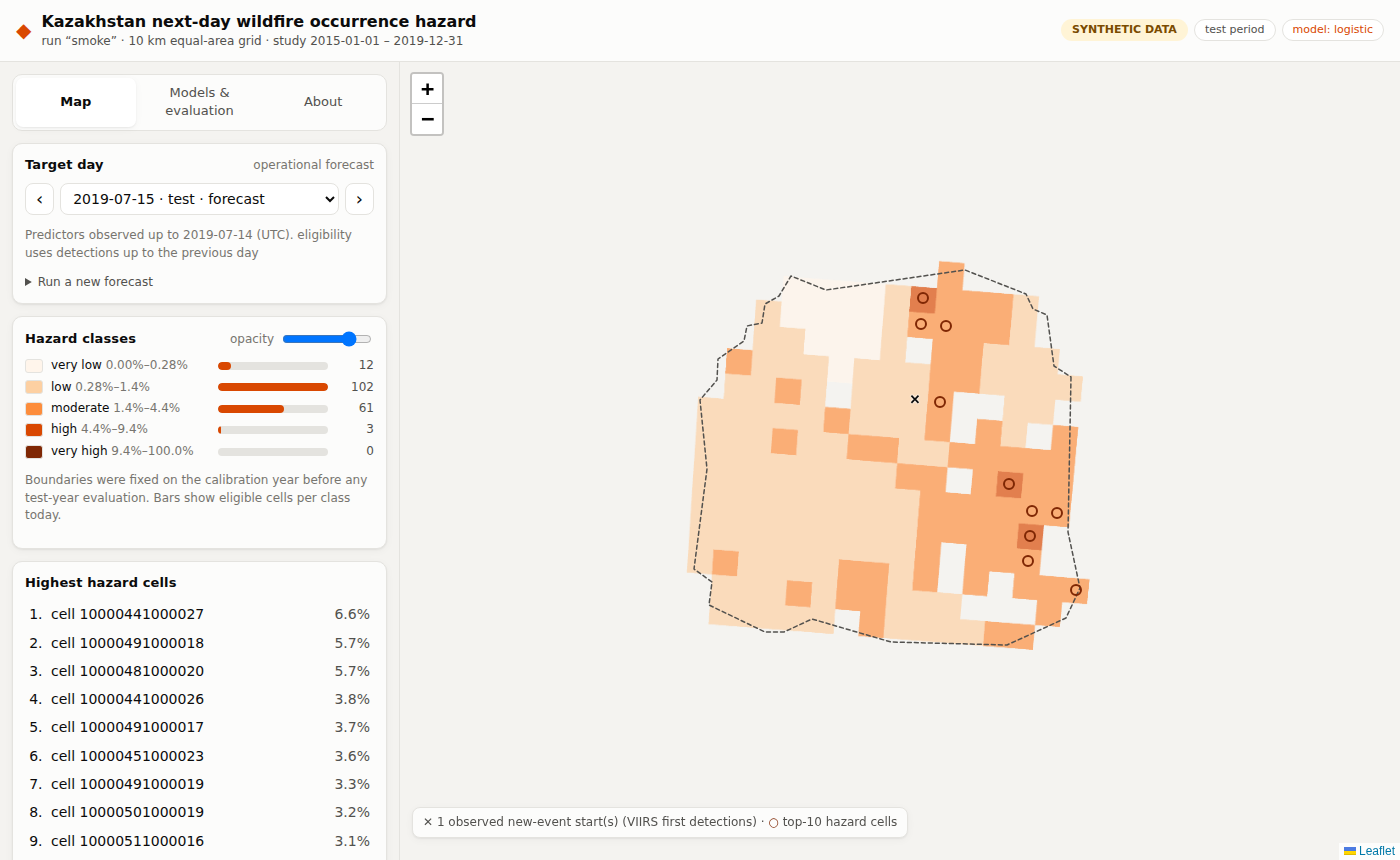 Kazakhstan next-day wildfire occurrence hazard
run “smoke” · 10 km equal-area grid · study 2015-01-01 – 2019-12-31
SYNTHETIC DATA
test period
model: logistic
Map
Models &
evaluation
About
Target day
operational forecast
‹
2019-07-15 · test · forecast
›
Predictors observed up to 2019-07-14 (UTC). eligibility
uses detections up to the previous day
Run a new forecast
Hazard classes
opacity
very low 0.00%–0.28% 12
low 0.28%–1.4% 102
moderate 1.4%–4.4% 61
high 4.4%–9.4% 3
very high 9.4%–100.0% 0
Boundaries were fixed on the calibration year before any
test-year evaluation. Bars show eligible cells per class
today.
Highest hazard cells
1. cell 10000441000027 6.6%
2. cell 10000491000018 5.7%
3. cell 10000481000020 5.7%
4. cell 10000441000026 3.8%
5. cell 10000491000017 3.7%
6. cell 10000451000023 3.6%
7. cell 10000491000019 3.3%
8. cell 10000501000019 3.2%
9. cell 10000511000016 3.1%
+
−
✕ 1 observed new-event start(s) (VIIRS first detections) · ○ top-10 hazard cells
Leaflet